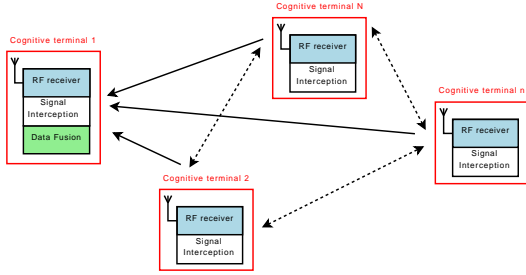 Cognitive terminal N
Cognitive terminal 1
RF receiver
Signal
Interception
RF receiver
Signal
Interception
Data Fusion
Cognitive terminal n
RF receiver
Signal
Interception
Cognitive terminal 2
RF receiver
Signal
Interception